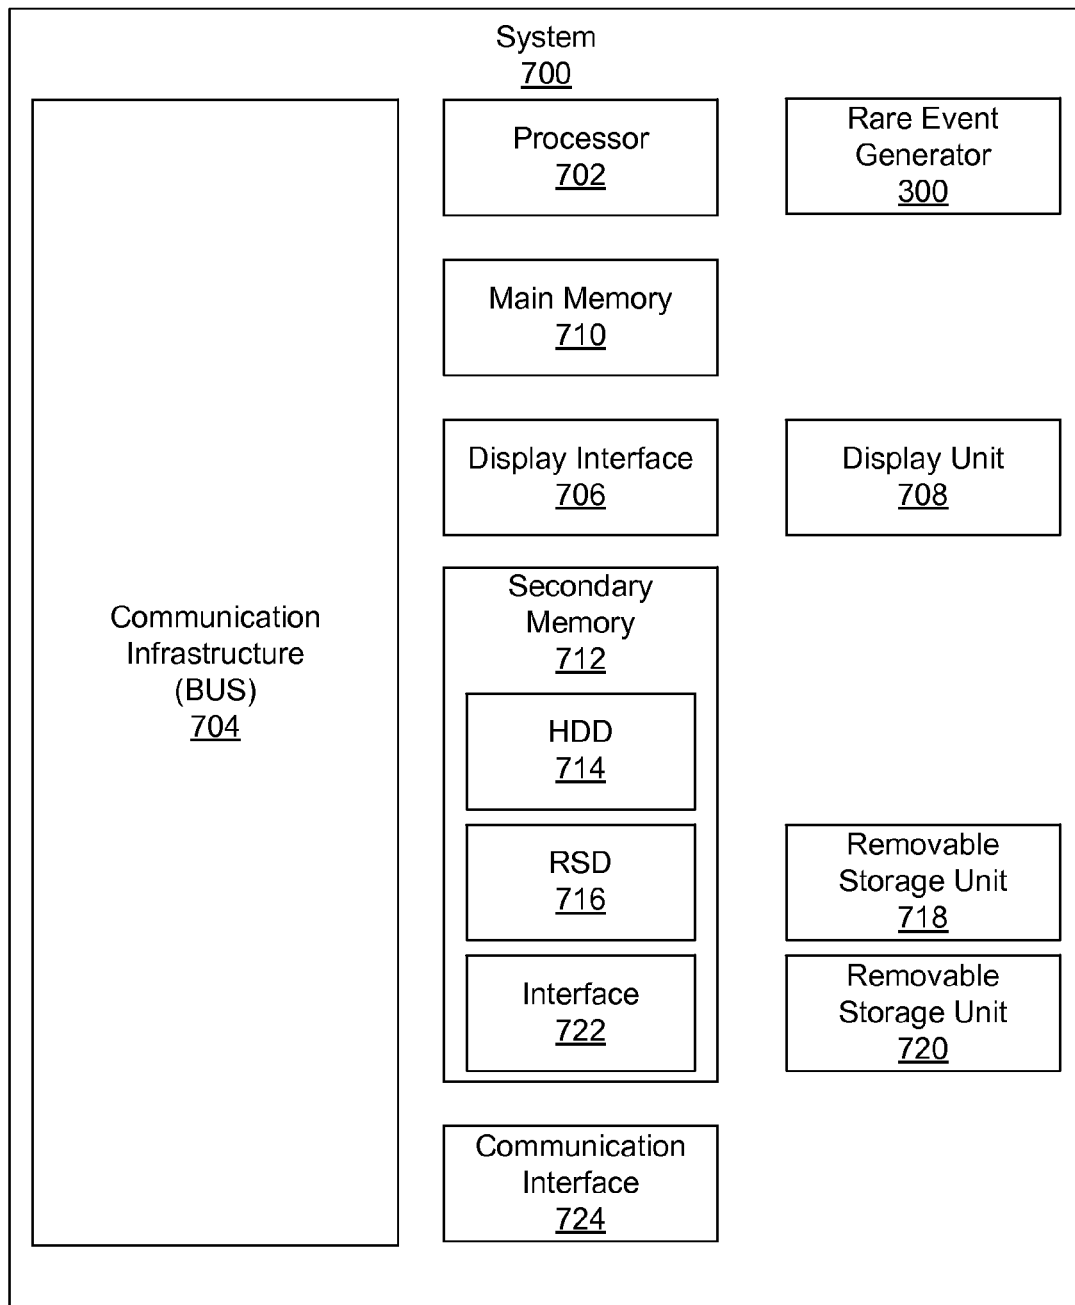 System
700
Communication
Infrastructure
(BUS)
704
Processor
702
Rare Event
Generator
300
Main Memory
710
Display Interface
706
Display Unit
708
Secondary
Memory
712
HDD
714
RSD
716
Removable
Storage Unit
718
Interface
722
Removable
Storage Unit
720
Communication
Interface
724